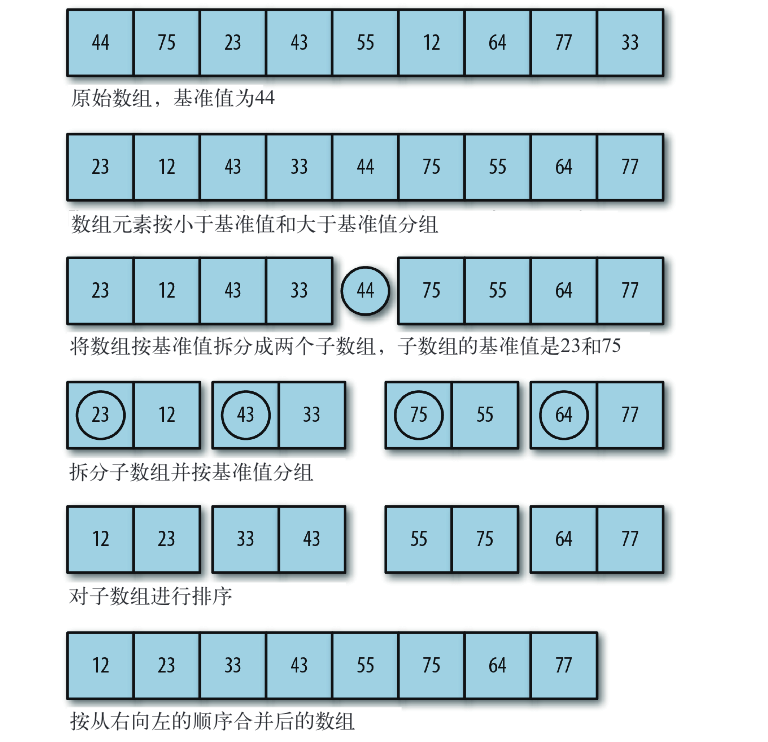 44 75 23 43 55 12 64 77 33
原始数组，基准值为44
23 12 43 33 44 75 55 64 77
数组元素按小于基准值和大于基准值分组
23 12 43 33 44 75 55 64 77
将数组按基准值拆分成两个子数组，子数组的基准值是23和75
23 12 43 33 75 55 64 77
拆分子数组并按基准值分组
12 23 33 43 55 75 64 77
对子数组进行排序
12 23 33 43 55 75 64 77
按从右向左的顺序合并后的数组